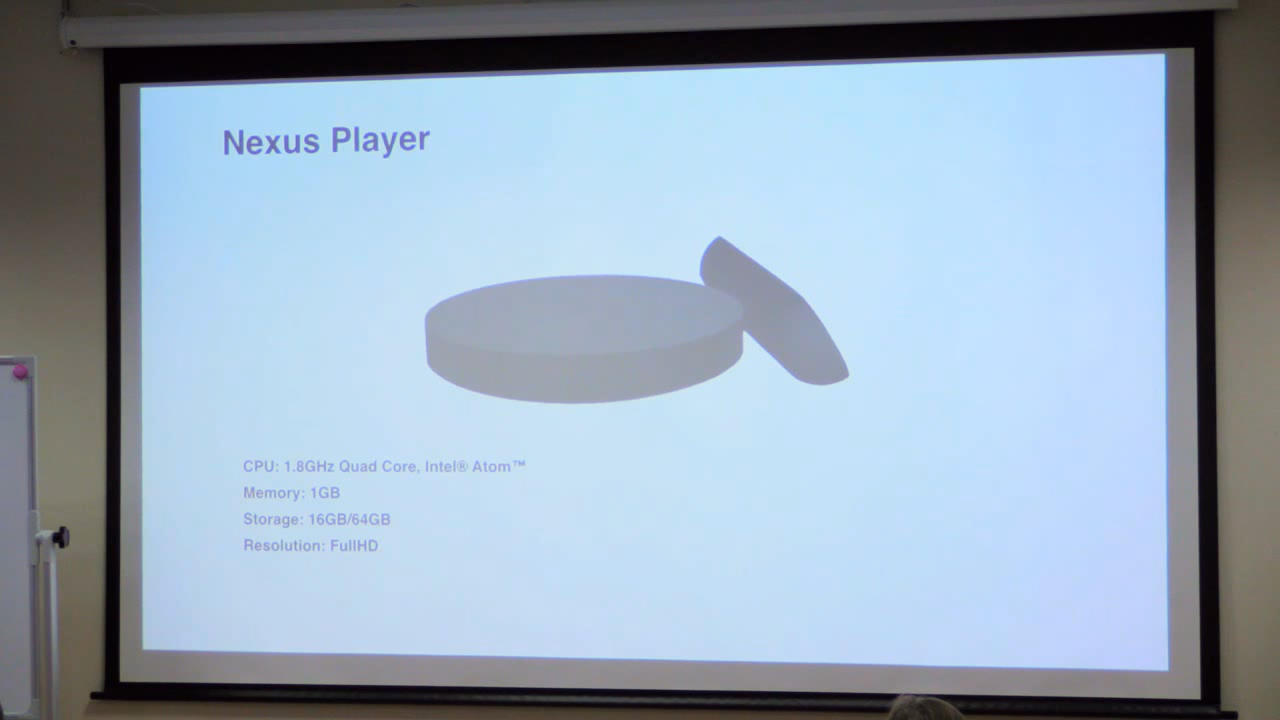 Nexus Player
CPU: 1.8GHz Quad Core, Intel® Atom™
Memory: 1GB
Storage: 16GB/64GB
Resolution: FullHD